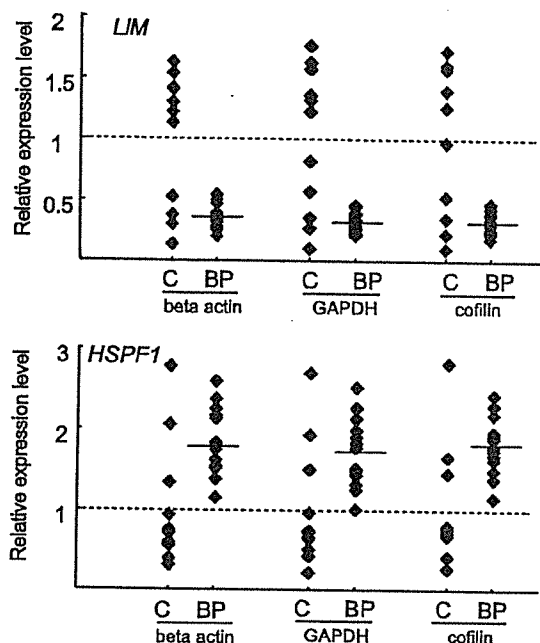 LIM
Relative expression level
2
1.5
1
0.5
C BP C BP C BP
beta actin GAPDH cofilin
HSPF1
Relative expression level
3
2
1
C BP C BP C BP
beta actin GAPDH cofilin